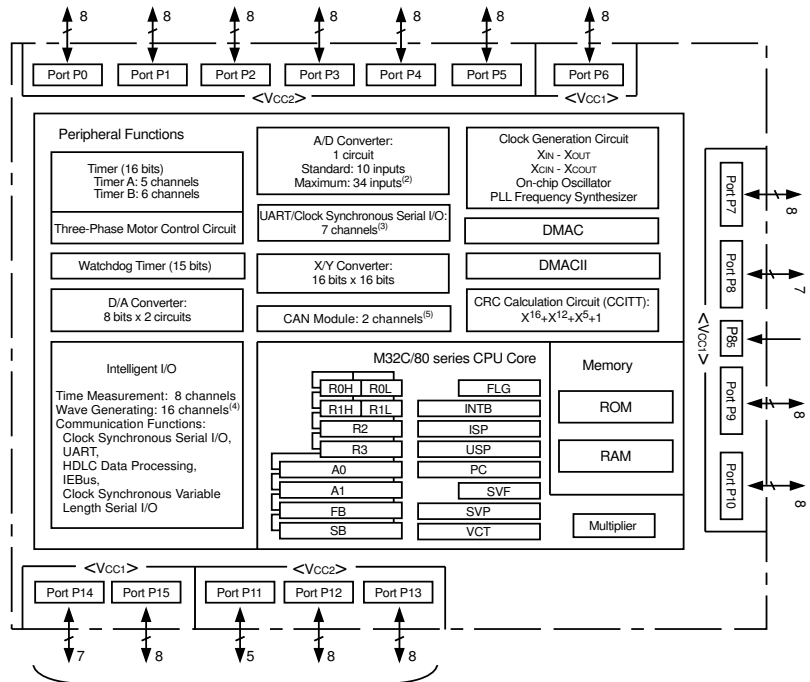 8 8 8 8 8 8 8
Port P0 Port P1 Port P2 Port P3 Port P4 Port P5 Port P6
<VCC2> <VCC1>
Peripheral Functions
Timer (16 bits)
Timer A: 5 channels
Timer B: 6 channels
Three-Phase Motor Control Circuit
Watchdog Timer (15 bits)
D/A Converter:
8 bits x 2 circuits
A/D Converter:
1 circuit
Standard: 10 inputs
Maximum: 34 inputs(2)
UART/Clock Synchronous Serial I/O:
7 channels(3)
X/Y Converter:
16 bits x 16 bits
CAN Module: 2 channels(5)
Clock Generation Circuit
XIN - XOUT
XCIN - XCOUT
On-chip Oscillator
PLL Frequency Synthesizer
DMAC
DMACII
CRC Calculation Circuit (CCITT):
X16+X12+X5+1
Intelligent I/O
Time Measurement: 8 channels
Wave Generating: 16 channels(4)
Communication Functions:
Clock Synchronous Serial I/O,
UART,
HDLC Data Processing,
IEBus,
Clock Synchronous Variable
Length Serial I/O
M32C/80 series CPU Core
R0H R0L
R1H R1L
R2
R3
A0
A1
FB
SB
FLG
INTB
ISP
USP
PC
SVF
SVP
VCT
Memory
ROM
RAM
Multiplier
<VCC1>
Port P7 8
Port P8 7
P85
Port P9 8
Port P10 8
<VCC1> <VCC2>
Port P14 Port P15 Port P11 Port P12 Port P13
7 8 5 8 8